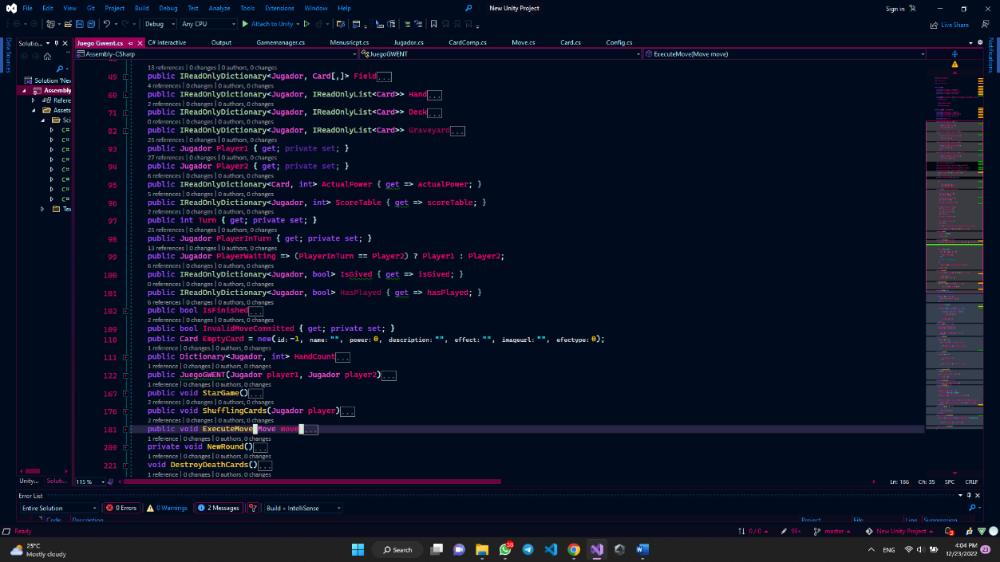 File Edit View Git Project Build Debug Test Analyze Tools Extensions Window Help New Unity Project Sign in
Debug Any CPU Attach to Unity Live Share
Data Sources
Notifications
Solutio...
Juego Gwent.cs C# Interactive Output Gamemanager.cs Menusricpt.cs Jugador.cs CardComp.cs Move.cs Card.cs Config.cs
Assembly-CSharp JuegoGWENT ExecuteMove(Move move)
Solution 'Nev
Assembly
Refere
Assets
Sci
C#
C#
C#
C#
C#
C#
C#
C#
Tex
13 references | 0 changes | 0 authors, 0 changes
49 public IReadOnlyDictionary<Jugador, Card[,]> Field...
4 references | 0 changes | 0 authors, 0 changes
60 public IReadOnlyDictionary<Jugador, IReadOnlyList<Card>> Hand...
2 references | 0 changes | 0 authors, 0 changes
71 public IReadOnlyDictionary<Jugador, IReadOnlyList<Card>> Deck...
0 references | 0 changes | 0 authors, 0 changes
82 public IReadOnlyDictionary<Jugador, IReadOnlyList<Card>> Graveyard...
25 references | 0 changes | 0 authors, 0 changes
93 public Jugador Player1 { get; private set; }
27 references | 0 changes | 0 authors, 0 changes
94 public Jugador Player2 { get; private set; }
6 references | 0 changes | 0 authors, 0 changes
95 public IReadOnlyDictionary<Card, int> ActualPower { get => actualPower; }
5 references | 0 changes | 0 authors, 0 changes
96 public IReadOnlyDictionary<Jugador, int> ScoreTable { get => scoreTable; }
2 references | 0 changes | 0 authors, 0 changes
97 public int Turn { get; private set; }
25 references | 0 changes | 0 authors, 0 changes
98 public Jugador PlayerInTurn { get; private set; }
13 references | 0 changes | 0 authors, 0 changes
99 public Jugador PlayerWaiting => (PlayerInTurn == Player2) ? Player1 : Player2;
6 references | 0 changes | 0 authors, 0 changes
100 public IReadOnlyDictionary<Jugador, bool> IsGived { get => isGived; }
0 references | 0 changes | 0 authors, 0 changes
101 public IReadOnlyDictionary<Jugador, bool> HasPlayed { get => hasPlayed; }
6 references | 0 changes | 0 authors, 0 changes
102 public bool IsFinished...
2 references | 0 changes | 0 authors, 0 changes
109 public bool InvalidMoveCommitted { get; private set; }
110 public Card EmptyCard = new(id: -1, name: "", power: 0, description: "", effect: "", imageurl: "", efectype: 0);
1 reference | 0 changes | 0 authors, 0 changes
111 public Dictionary<Jugador, int> HandCount...
1 reference | 0 changes | 0 authors, 0 changes
122 public JuegoGWENT(Jugador player1, Jugador player2)...
1 reference | 0 changes | 0 authors, 0 changes
167 public void StarGame()...
2 references | 0 changes | 0 authors, 0 changes
176 public void ShufflingCards(Jugador player)...
2 references | 0 changes | 0 authors, 0 changes
181 public void ExecuteMove(Move move)...
1 reference | 0 changes | 0 authors, 0 changes
209 private void NewRound()...
1 reference | 0 changes | 0 authors, 0 changes
221 void DestroyDeathCards()...
1 reference | 0 changes | 0 authors, 0 changes
Unity... Soluti... 115 % Ln: 186 Ch: 35 SPC CRLF
Error List
Entire Solution 0 Errors 0 Warnings 2 Messages Build + IntelliSense
Code Description Project File Line Suppression
Ready 0 / 0 99+ master New Unity Project 3
25°C
Mostly cloudy
Search
38
ENG
4:04 PM
12/23/2022
23